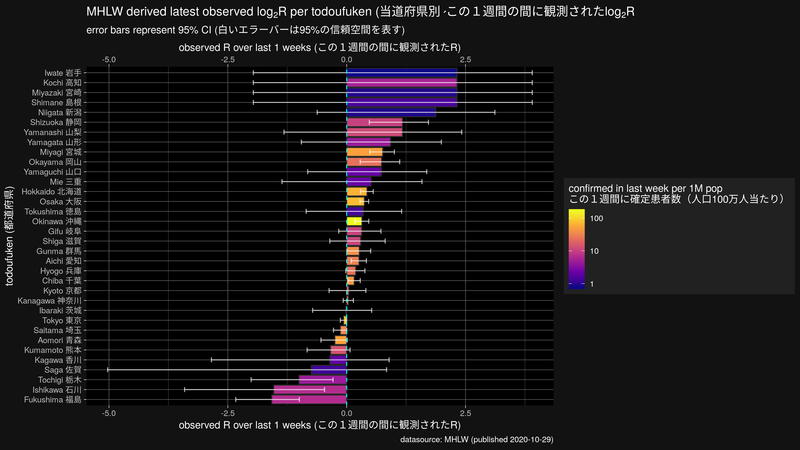 MHLW derived latest observed log2R per todoufuken (当道府県別 この１週間の間に観測されたlog2R
error bars represent 95% CI (白いエラーバーは95%の信頼空間を表す)
observed R over last 1 weeks (この１週間の間に観測されたR)
-5.0 -2.5 0.0 2.5
todoufuken (都道府県)
Iwate 岩手
Kochi 高知
Miyazaki 宮崎
Shimane 島根
Niigata 新潟
Shizuoka 静岡
Yamanashi 山梨
Yamagata 山形
Miyagi 宮城
Okayama 岡山
Yamaguchi 山口
Mie 三重
Hokkaido 北海道
Osaka 大阪
Tokushima 徳島
Okinawa 沖縄
Gifu 岐阜
Shiga 滋賀
Gunma 群馬
Aichi 愛知
Hyogo 兵庫
Chiba 千葉
Kyoto 京都
Kanagawa 神奈川
Ibaraki 茨城
Tokyo 東京
Saitama 埼玉
Aomori 青森
Kumamoto 熊本
Kagawa 香川
Saga 佐賀
Tochigi 栃木
Ishikawa 石川
Fukushima 福島
-5.0 -2.5 0.0 2.5
observed R over last 1 weeks (この１週間の間に観測されたR)
confirmed in last week per 1M pop
この１週間に確定患者数（人口100万人当たり）
100
10
1
datasource: MHLW (published 2020-10-29)